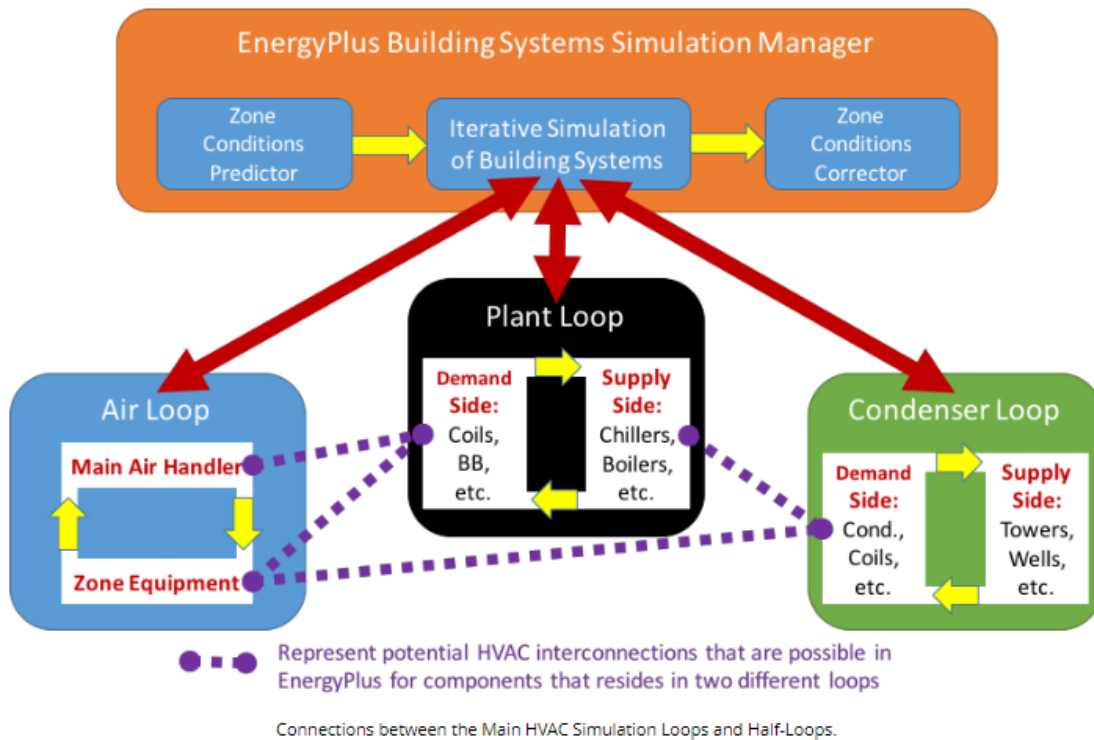 EnergyPlus Building Systems Simulation Manager
Zone
Conditions
Predictor
Iterative Simulation
of Building Systems
Zone
Conditions
Corrector
Plant Loop
Demand
Side:
Coils,
BB,
etc.
Supply
Side:
Chillers,
Boilers,
etc.
Air Loop
Main Air Handler
Zone Equipment
Condenser Loop
Demand
Side:
Cond.,
Coils,
etc.
Supply
Side:
Towers,
Wells,
etc.
Represent potential HVAC interconnections that are possible in
EnergyPlus for components that resides in two different loops
Connections between the Main HVAC Simulation Loops and Half-Loops.